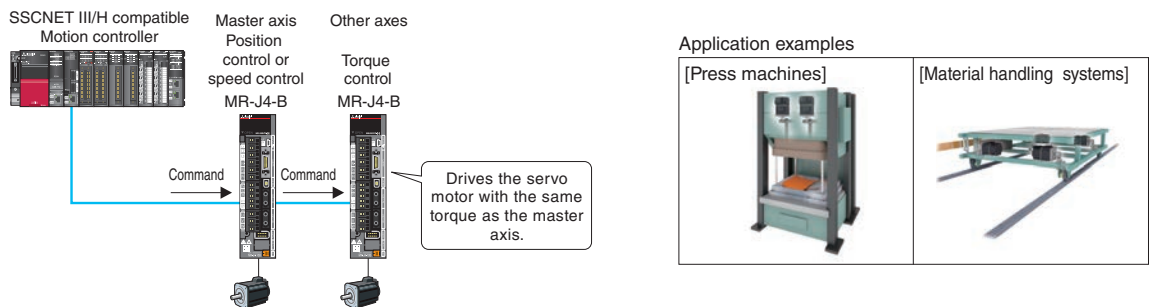 SSCNET III/H compatible
Motion controller
Master axis
Position
control or
speed control
MR-J4-B
Other axes
Torque
control
MR-J4-B
Command
Command
Drives the servo
motor with the same
torque as the master
axis.
Application examples
[Press machines]
[Material handling systems]